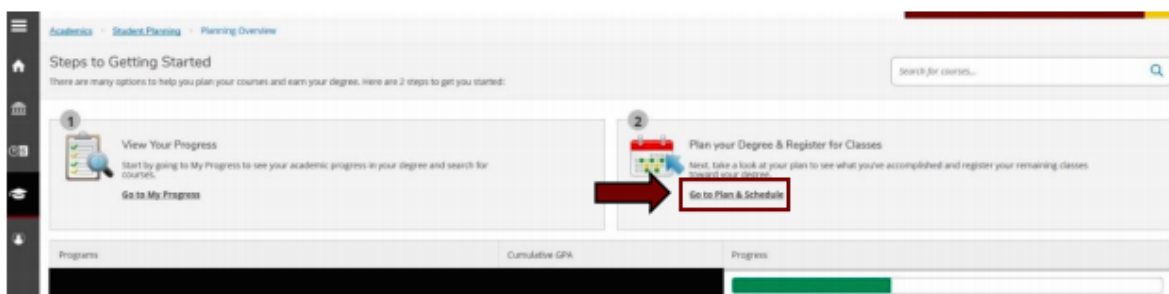 Academics Student Planning Planning Overview
Steps to Getting Started
There are many options to help you plan your courses and earn your degree. Here are 2 steps to get you started:
Search for courses...
1
View Your Progress
Start by going to My Progress to see your academic progress in your degree and search for
courses.
Go to My Progress
2
Plan your Degree & Register for Classes
Next, take a look at your plan to see what you've accomplished and register your remaining classes
toward your degree.
Go to Plan & Schedule
Programs Cumulative GPA Progress